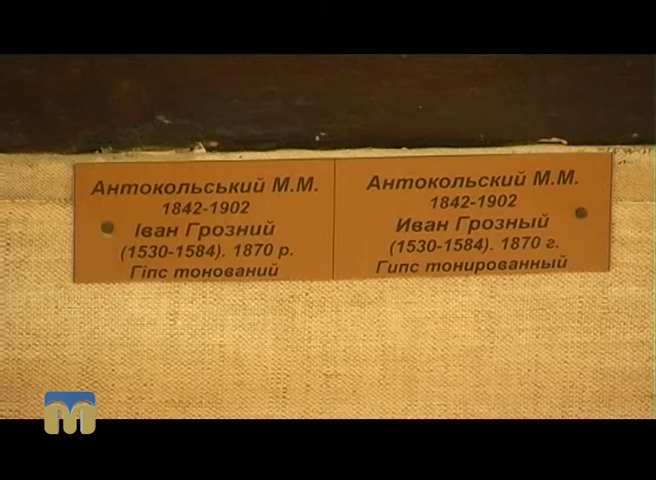 Антокольський М.М.
1842-1902
Іван Грозний
(1530-1584). 1870 р.
Гіпс тонований
Антокольский М.М.
1842-1902
Иван Грозный
(1530-1584). 1870 г.
Гипс тонированный
М